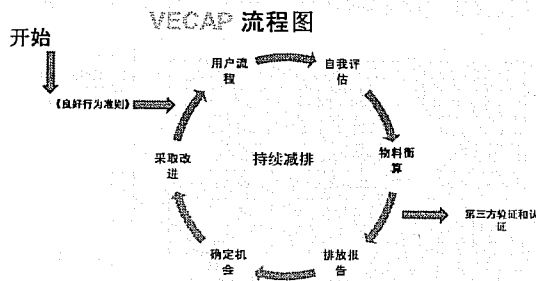 VECAP 流程图
开始
用户流
程
自我评
估
《良好行为准则》
采取改
进
持续减排
物料衡
算
第三方验证和认
证
确定机
会
排放报
告